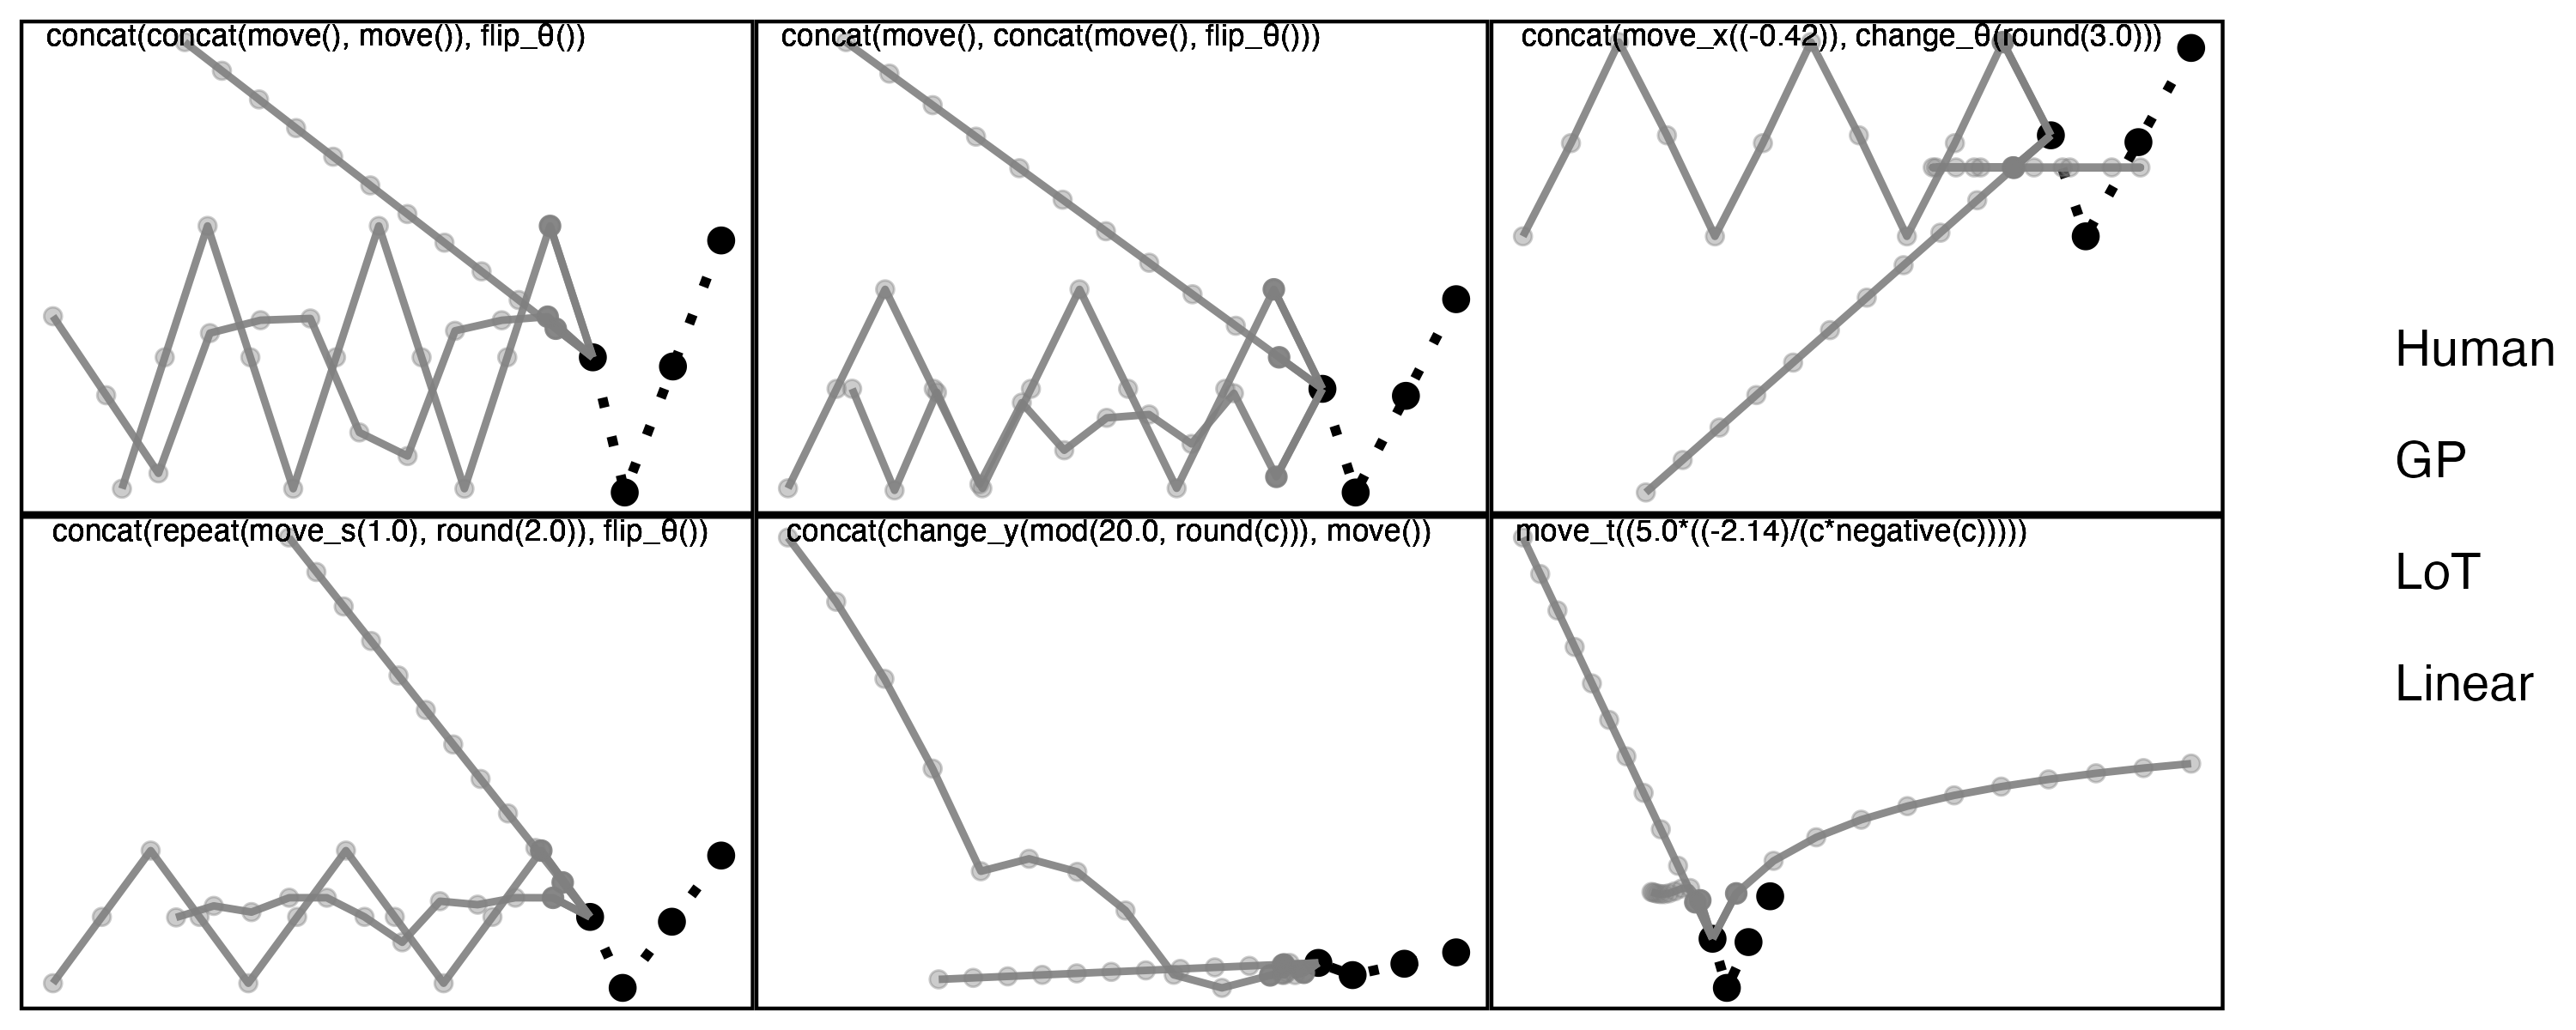 concat(concat(move(), move()), flip_θ())
concat(move(), concat(move(), flip_θ()))
concat(move_x((-0.42)), change_θ(round(3.0)))
concat(repeat(move_s(1.0), round(2.0)), flip_θ())
concat(change_y(mod(20.0, round(c))), move())
move_t((5.0*((-2.14)/(c*negative(c)))))
Human
GP
LoT
Linear